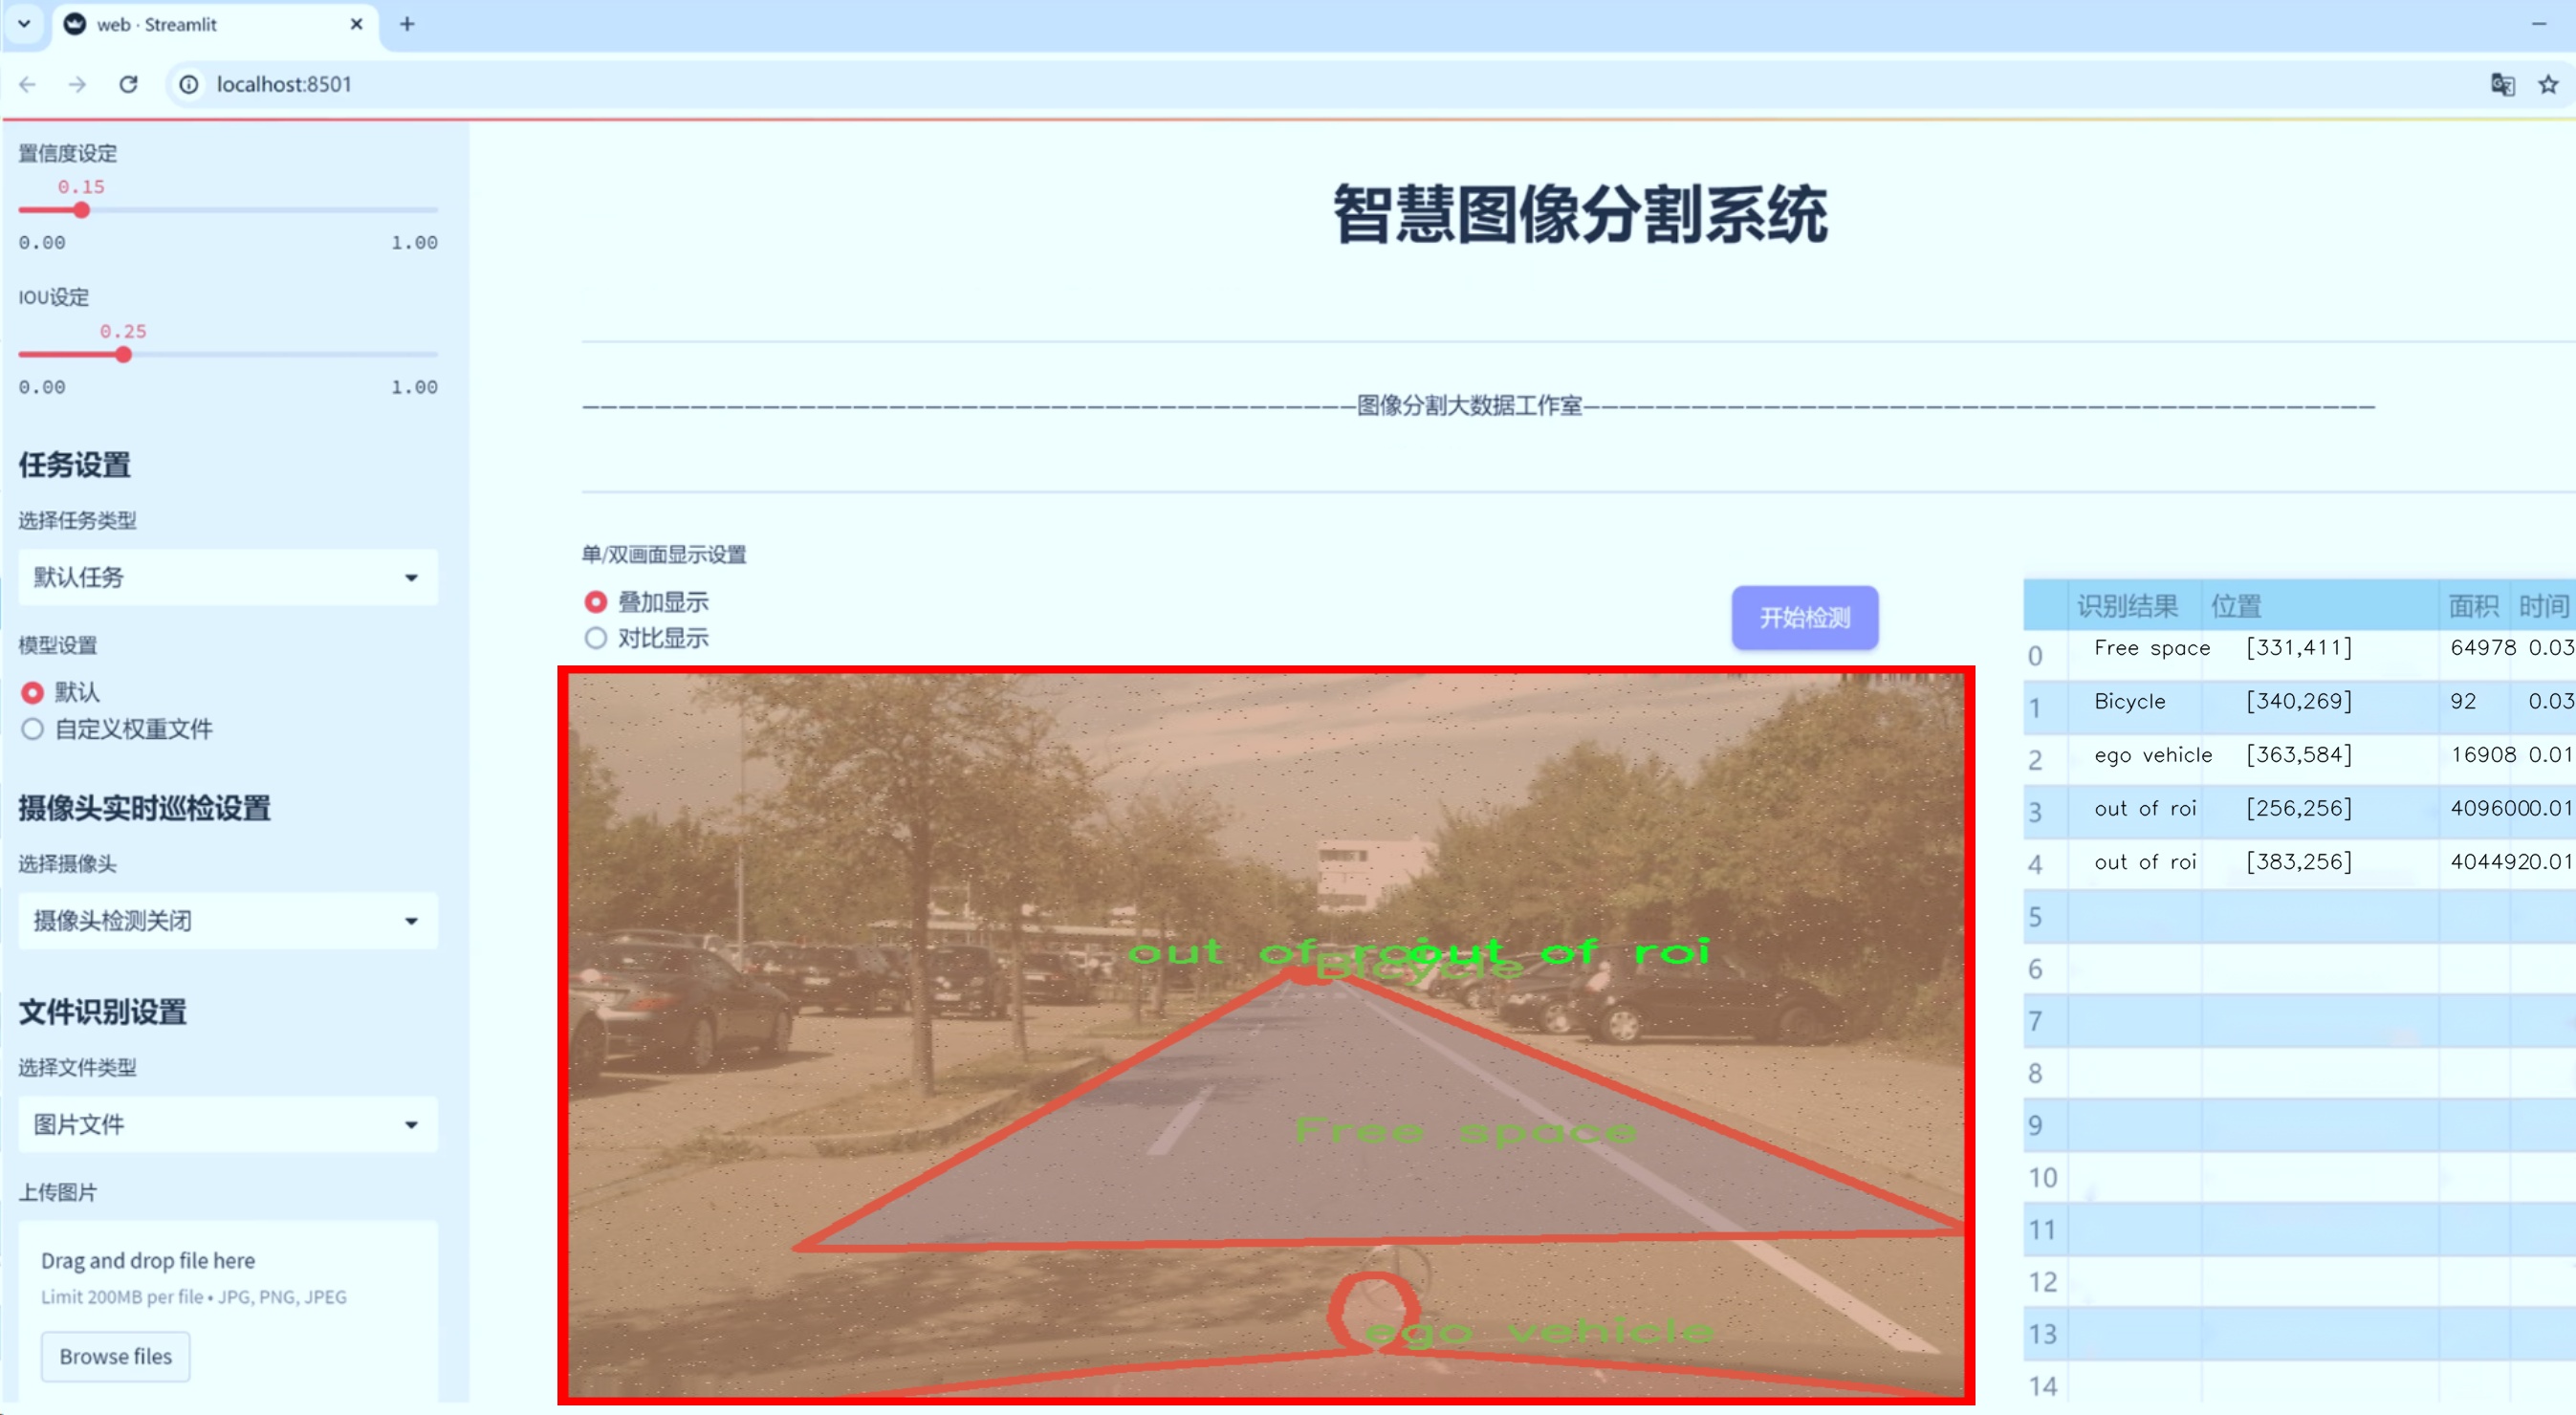 web · Streamlit
localhost:8501
置信度设定
0.15
0.00 1.00
IOU设定
0.25
0.00 1.00
任务设置
选择任务类型
默认任务
模型设置
默认
自定义权重文件
摄像头实时巡检设置
选择摄像头
摄像头检测关闭
文件识别设置
选择文件类型
图片文件
上传图片
Drag and drop file here
Limit 200MB per file • JPG, PNG, JPEG
Browse files
智慧图像分割系统
图像分割大数据工作室
单/双画面显示设置
叠加显示
对比显示
开始检测
out of roi
out of roi
Bicycle
Free space
ego vehicle
识别结果 位置 面积 时间
0 Free space [331,411] 64978 0.03
1 Bicycle [340,269] 92 0.03
2 ego vehicle [363,584] 16908 0.01
3 out of roi [256,256] 4096000.01
4 out of roi [383,256] 4044920.01
5
6
7
8
9
10
11
12
13
14